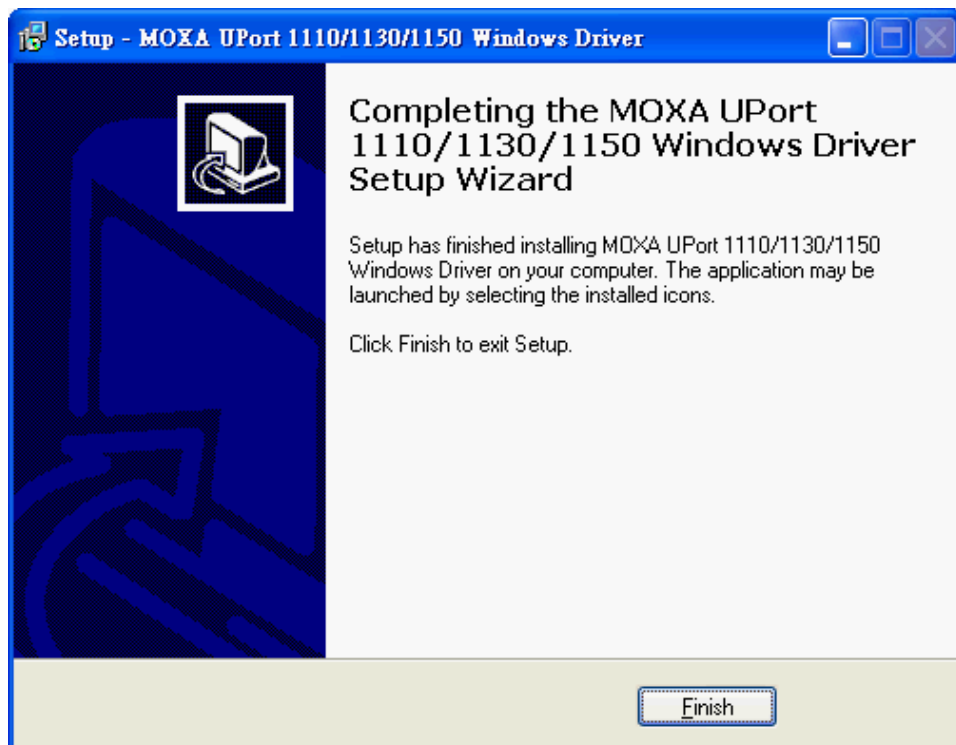 Setup - MOXA UPort 1110/1130/1150 Windows Driver
Completing the MOXA UPort
1110/1130/1150 Windows Driver
Setup Wizard
Setup has finished installing MOXA UPort 1110/1130/1150
Windows Driver on your computer. The application may be
launched by selecting the installed icons.
Click Finish to exit Setup.
Finish